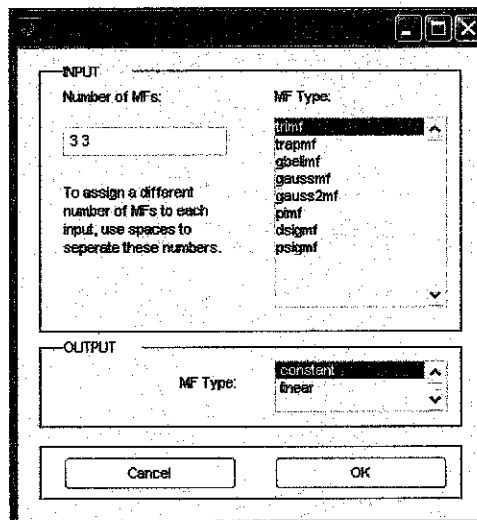 INPUT
Number of MFs:
3 3
To assign a different
number of MFs to each
input, use spaces to
seperate these numbers.
MF Type:
trimf
trapmf
gbellmf
gaussmf
gauss2mf
pimf
dsigmf
psigmf
OUTPUT
MF Type:
constant
linear
Cancel
OK